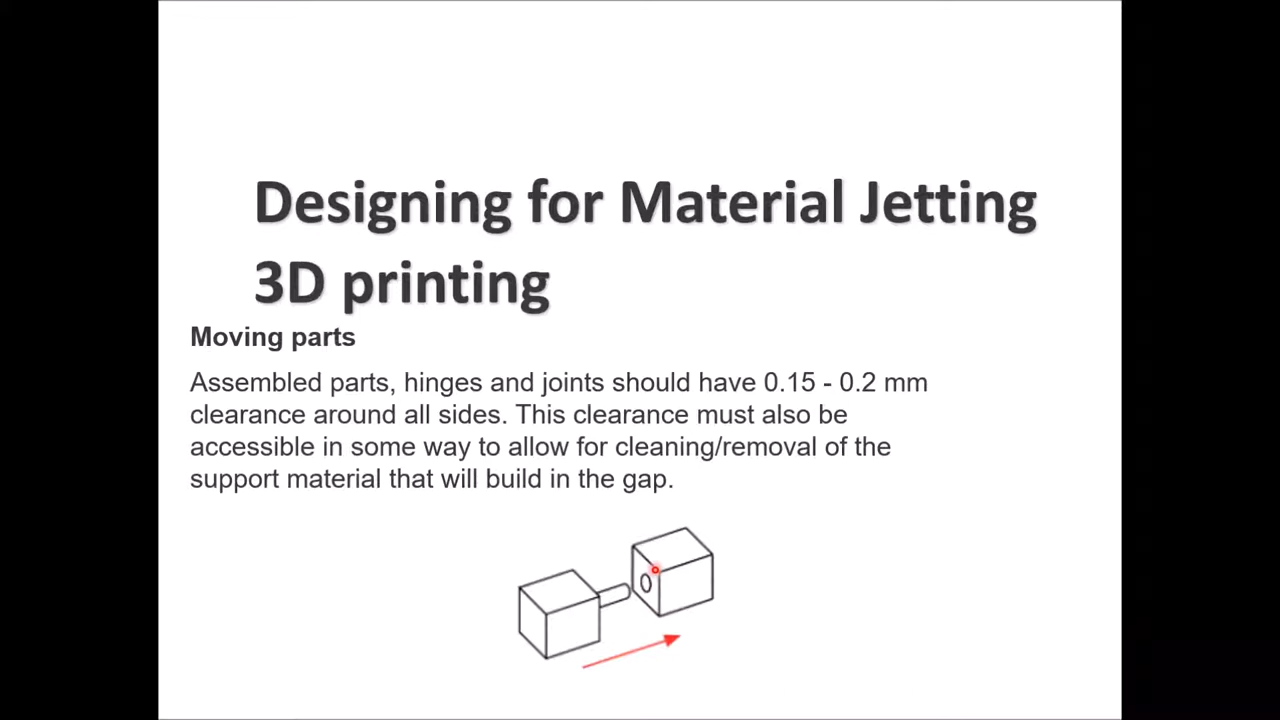 Designing for Material Jetting
3D printing
Moving parts
Assembled parts, hinges and joints should have 0.15 - 0.2 mm
clearance around all sides. This clearance must also be
accessible in some way to allow for cleaning/removal of the
support material that will build in the gap.